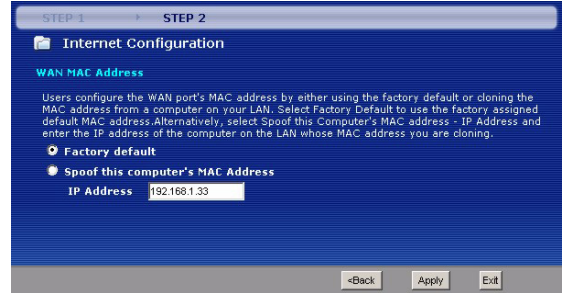 STEP 1 STEP 2
Internet Configuration
WAN MAC Address
Users configure the WAN port's MAC address by either using the factory default or cloning the
MAC address from a computer on your LAN. Select Factory Default to use the factory assigned
default MAC address.Alternatively, select Spoof this Computer's MAC address - IP Address and
enter the IP address of the computer on the LAN whose MAC address you are cloning.
Factory default
Spoof this computer's MAC Address
IP Address 192.168.1.33
<Back Apply Exit